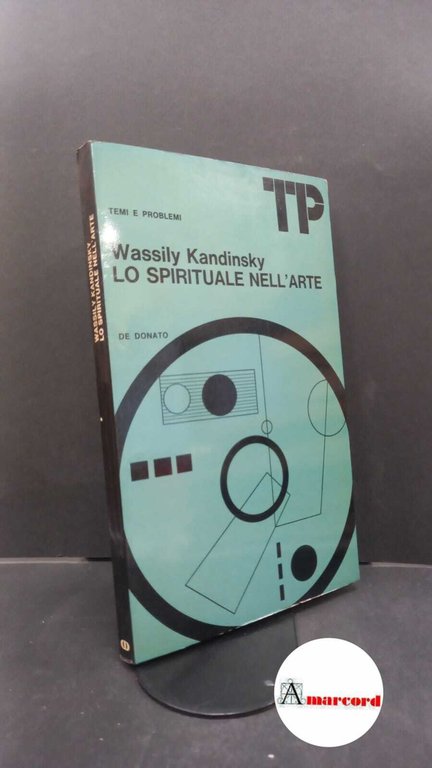 TP
TEMI E PROBLEMI
Wassily Kandinsky
LO SPIRITUALE NELL'ARTE
DE DONATO
WASSILY KANDINSKY
LO SPIRITUALE NELL'ARTE
Amarcord